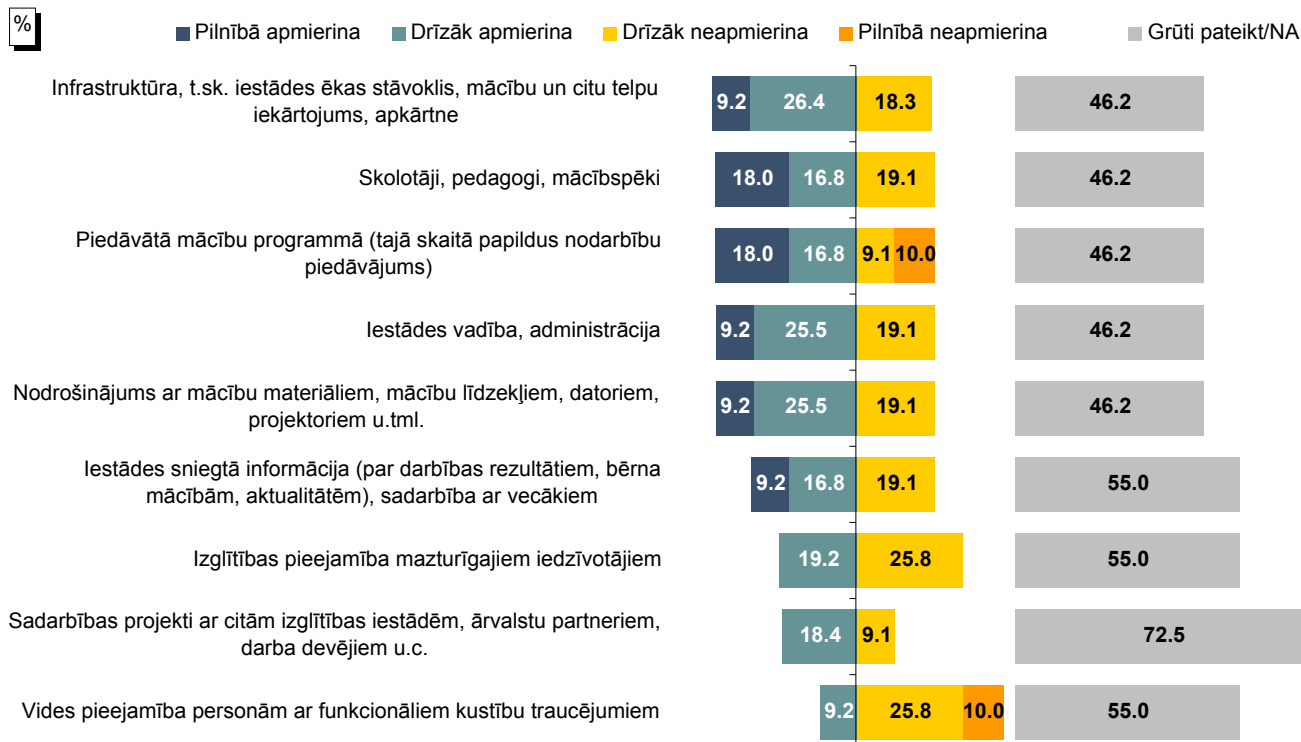 %
Pilnībā apmierina Drīzāk apmierina Drīzāk neapmierina Pilnībā neapmierina Grūti pateikt/NA
Infrastruktūra, t.sk. iestādes ēkas stāvoklis, mācību un citu telpu
iekārtojums, apkārtne
9.2 26.4 18.3 46.2
Skolotāji, pedagogi, mācībspēki
18.0 16.8 19.1 46.2
Piedāvātā mācību programmā (tajā skaitā papildus nodarbību
piedāvājums)
18.0 16.8 9.1 10.0 46.2
Iestādes vadība, administrācija
9.2 25.5 19.1 46.2
Nodrošinājums ar mācību materiāliem, mācību līdzekļiem, datoriem,
projektoriem u.tml.
9.2 25.5 19.1 46.2
Iestādes sniegtā informācija (par darbības rezultātiem, bērna
mācībām, aktualitātēm), sadarbība ar vecākiem
9.2 16.8 19.1 55.0
Izglītības pieejamība mazturīgajiem iedzīvotājiem
19.2 25.8 55.0
Sadarbības projekti ar citām izglītības iestādēm, ārvalstu partneriem,
darba devējiem u.c.
18.4 9.1 72.5
Vides pieejamība personām ar funkcionāliem kustību traucējumiem
9.2 25.8 10.0 55.0